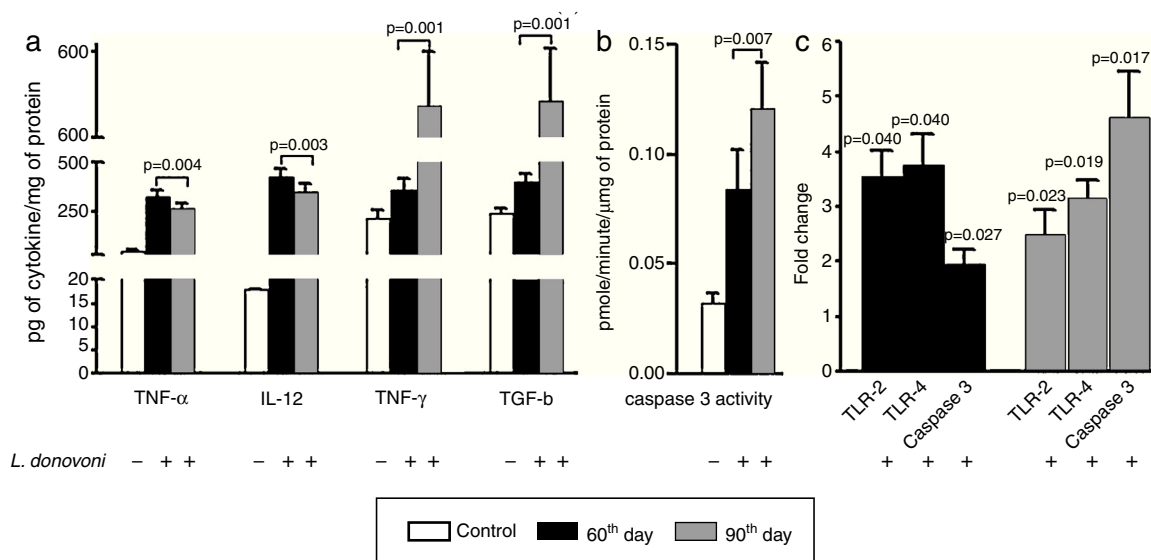 a
pg of cytokine/mg of protein
600
600
500
250
20
15
10
5
0
p=0.004
p=0.003
p=0.001
p=0.001
TNF-α
IL-12
TNF-γ
TGF-b
b
pmole/minute/μmg of protein
0.15
0.10
0.05
0.00
p=0.007
caspase 3 activity
c
Fold change
6
5
4
3
2
1
0
p=0.040
p=0.040
p=0.027
p=0.023
p=0.019
p=0.017
TLR-2
TLR-4
Caspase 3
TLR-2
TLR-4
Caspase 3
L. donovoni − + + − + + − + + − + + − + + + + + + + +
Control
60th day
90th day